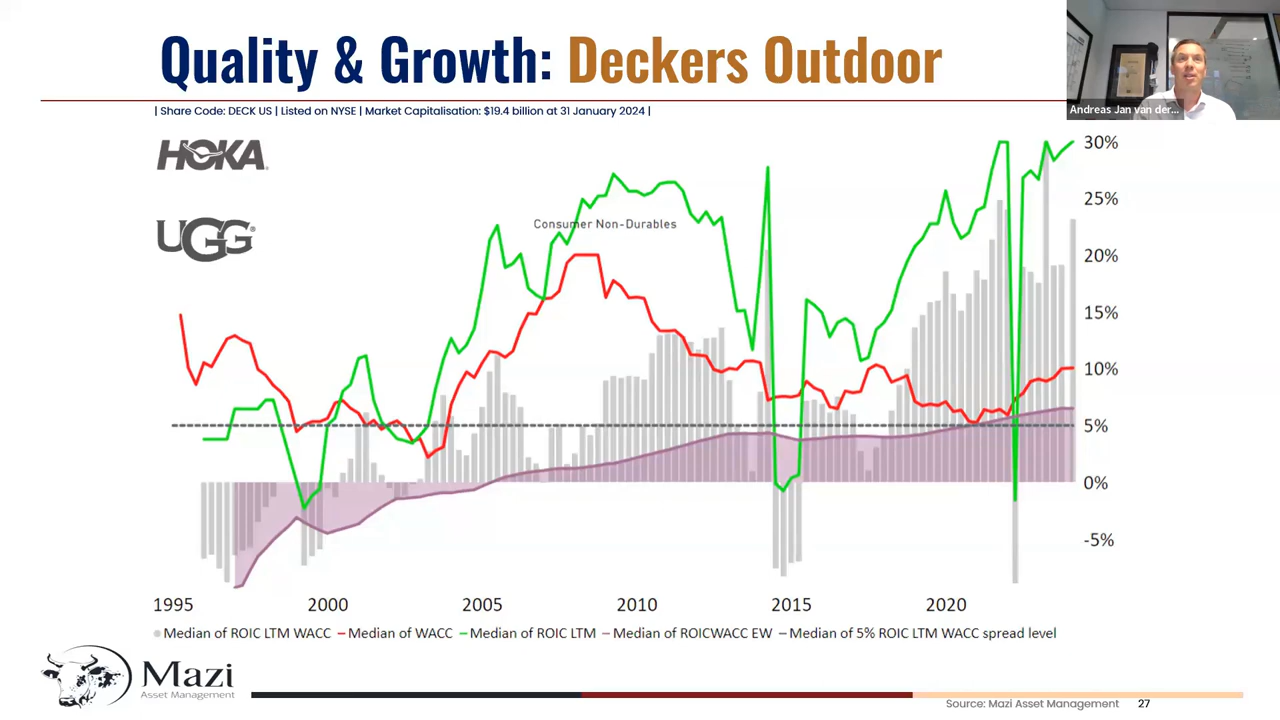 Quality & Growth: Deckers Outdoor
Andreas Jan van der...
| Share Code: DECK US | Listed on NYSE | Market Capitalisation: $19.4 billion at 31 January 2024 |
HOKA
UGG
Consumer Non-Durables
30%
25%
20%
15%
10%
5%
0%
-5%
1995 2000 2005 2010 2015 2020
Median of ROIC LTM WACC Median of WACC Median of ROIC LTM Median of ROICWACC EW Median of 5% ROIC LTM WACC spread level
Mazi
Asset Management
Source: Mazi Asset Management 27